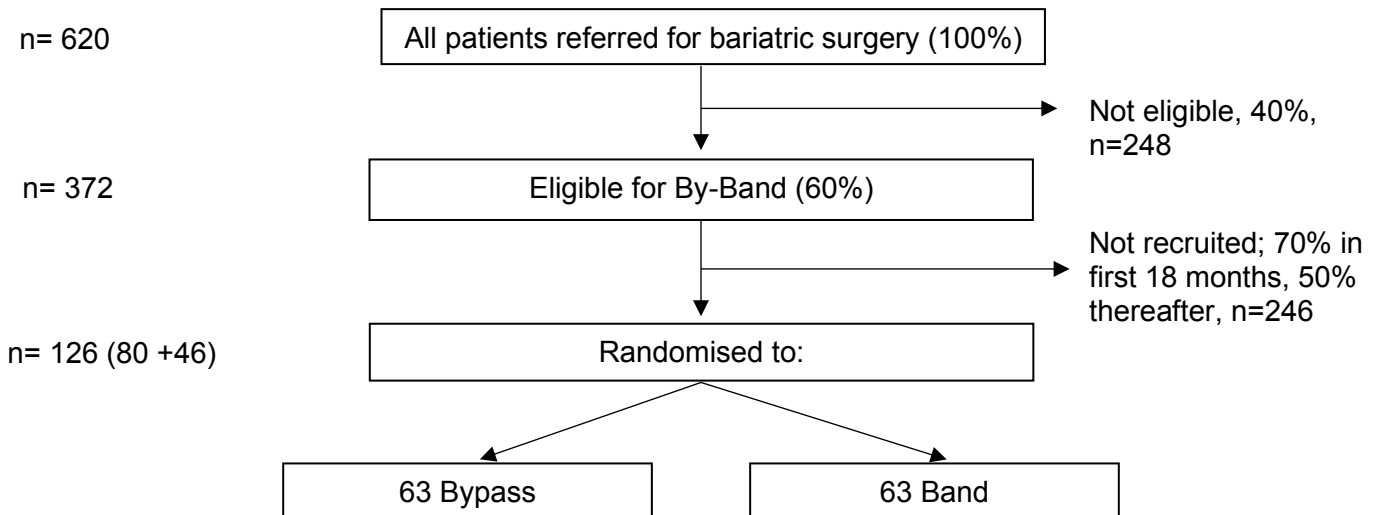 n= 620
All patients referred for bariatric surgery (100%)
Not eligible, 40%,
n=248
n= 372
Eligible for By-Band (60%)
Not recruited; 70% in
first 18 months, 50%
thereafter, n=246
n= 126 (80 +46)
Randomised to:
63 Bypass
63 Band